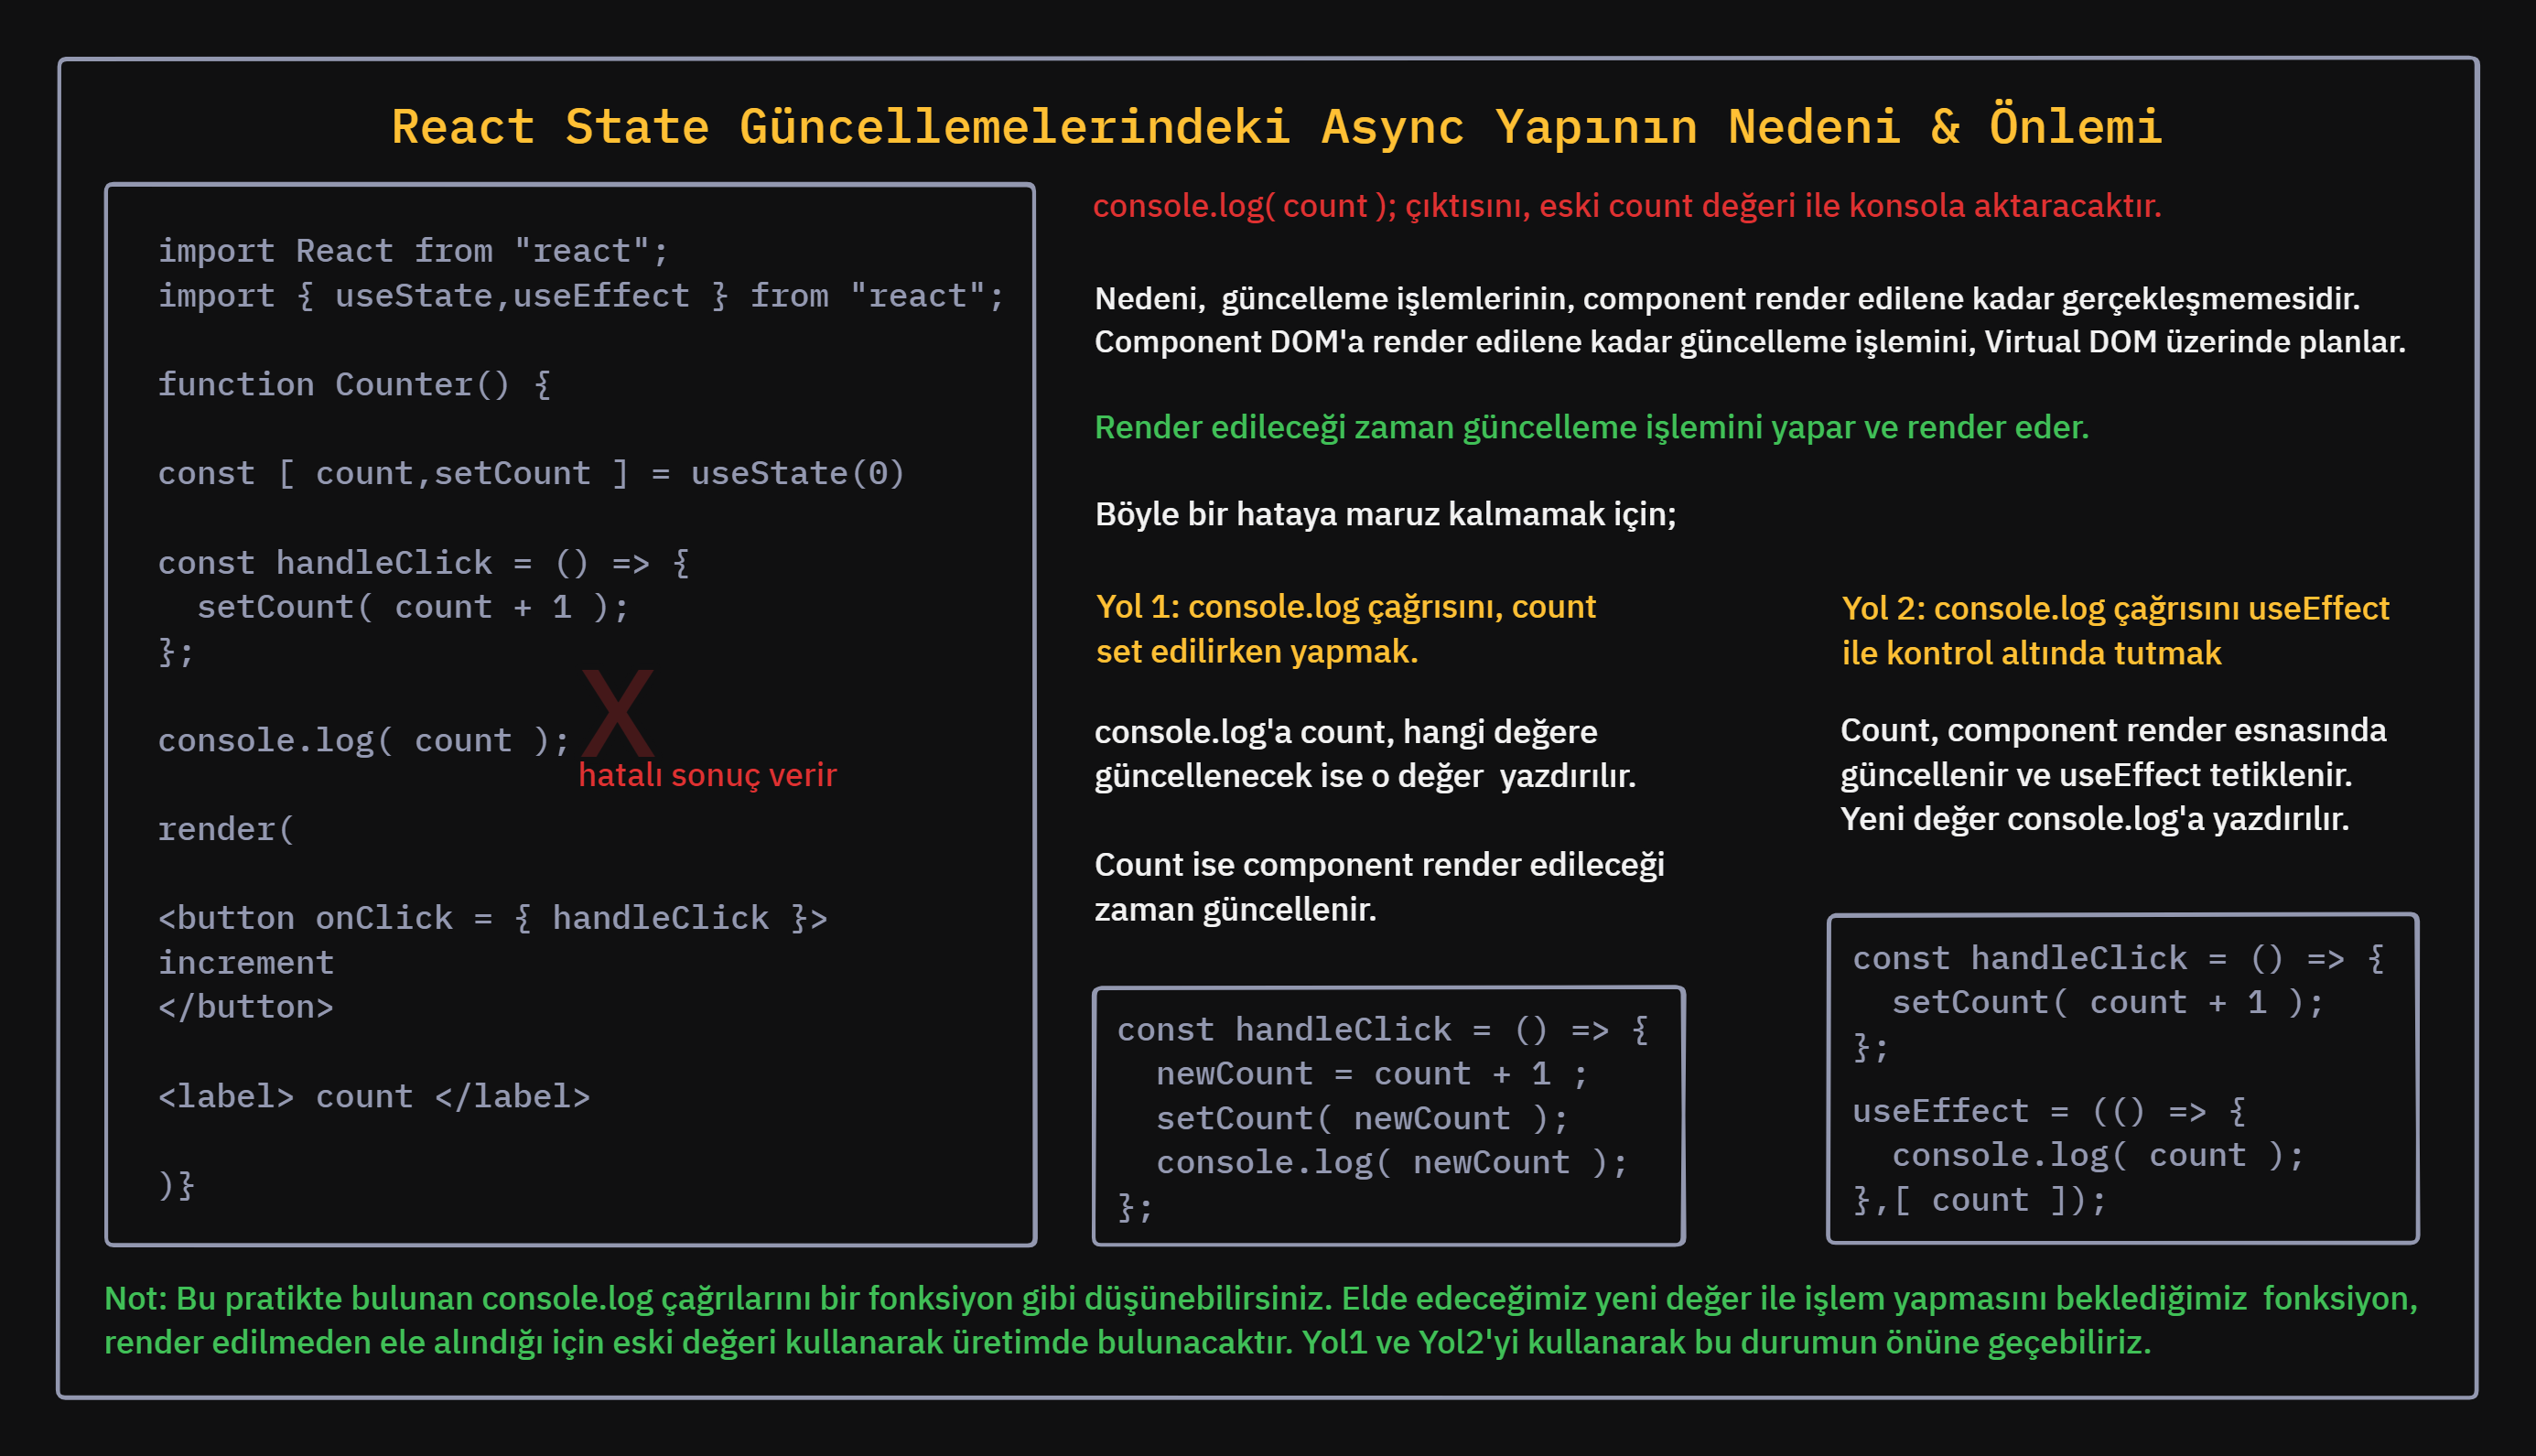 React State Güncellemelerindeki Async Yapının Nedeni & Önlemi
import React from "react";
import { useState,useEffect } from "react";
function Counter() {
const [ count,setCount ] = useState(0)
const handleClick = () => {
setCount( count + 1 );
};
X
console.log( count );
hatalı sonuç verir
render(
<button onClick = { handleClick }>
increment
</button>
<label> count </label>
)}
console.log( count ); çıktısını, eski count değeri ile konsola aktaracaktır.
Nedeni,  güncelleme işlemlerinin, component render edilene kadar gerçekleşmemesidir.
Component DOM'a render edilene kadar güncelleme işlemini, Virtual DOM üzerinde planlar.
Render edileceği zaman güncelleme işlemini yapar ve render eder.
Böyle bir hataya maruz kalmamak için;
Yol 1: console.log çağrısını, count
set edilirken yapmak.
console.log'a count, hangi değere
güncellenecek ise o değer  yazdırılır.
Count ise component render edileceği
zaman güncellenir.
const handleClick = () => {
newCount = count + 1 ;
setCount( newCount );
console.log( newCount );
};
Yol 2: console.log çağrısını useEffect
ile kontrol altında tutmak
Count, component render esnasında
güncellenir ve useEffect tetiklenir.
Yeni değer console.log'a yazdırılır.
const handleClick = () => {
setCount( count + 1 );
};
useEffect = (() => {
console.log( count );
},[ count ]);
Not: Bu pratikte bulunan console.log çağrılarını bir fonksiyon gibi düşünebilirsiniz. Elde edeceğimiz yeni değer ile işlem yapmasını beklediğimiz  fonksiyon,
render edilmeden ele alındığı için eski değeri kullanarak üretimde bulunacaktır. Yol1 ve Yol2'yi kullanarak bu durumun önüne geçebiliriz.